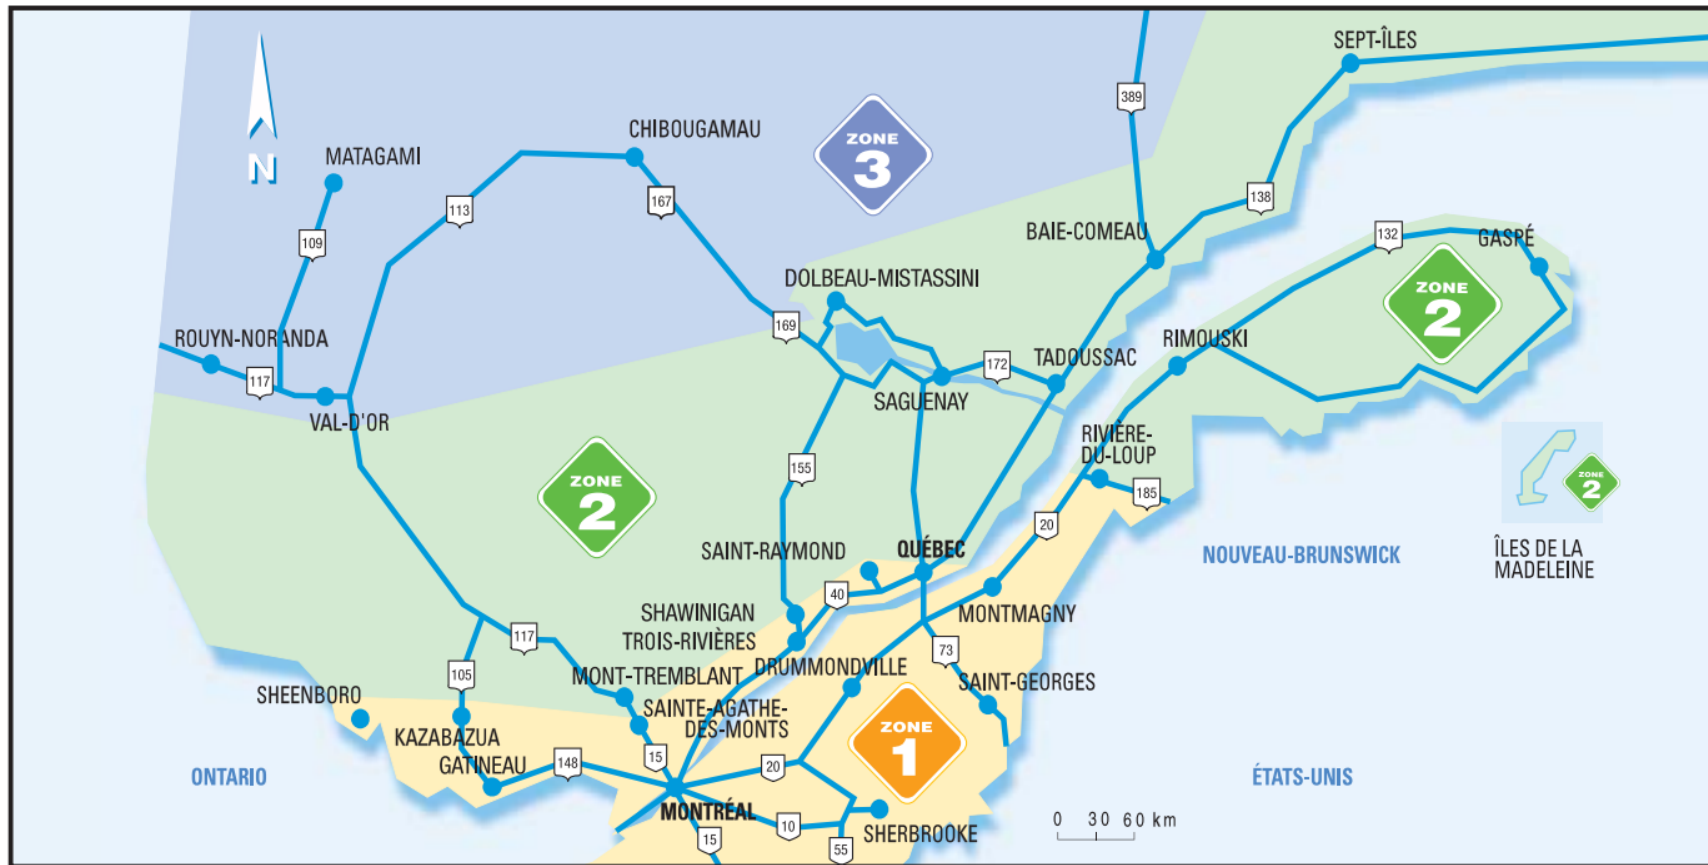 SEPT-ÎLES
389
ZONE
3
CHIBOUGAMAU
MATAGAMI
N
167
138
113
109
132
BAIE-COMEAU
GASPÉ
DOLBEAU-MISTASSINI
ZONE
2
169
ROUYN-NORANDA
RIMOUSKI
172
TADOUSSAC
117
SAGUENAY
VAL-D'OR
RIVIÈRE-
DU-LOUP
155
ZONE
2
185
ZONE
2
20
SAINT-RAYMOND
QUÉBEC
NOUVEAU-BRUNSWICK
ÎLES DE LA
MADELEINE
40
SHAWINIGAN
MONTMAGNY
TROIS-RIVIÈRES
117
73
105
MONT-TREMBLANT
DRUMMONDVILLE
SAINT-GEORGES
SHEENBORO
SAINTE-AGATHE-
DES-MONTS
ZONE
1
KAZABAZUA
GATINEAU
148
15
20
ONTARIO
ÉTATS-UNIS
MONTRÉAL
10
SHERBROOKE
15
55
0 30 60 km